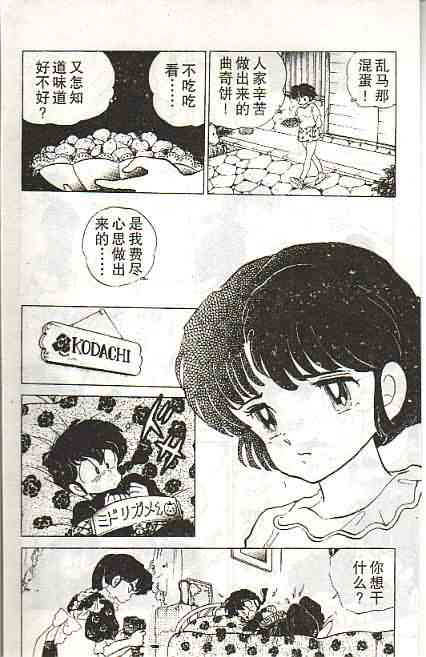 乱马那
混蛋！
人家辛苦
做出来的
曲奇饼！
不吃吃
看……
又怎知
道味道
好不好？
是我费尽
心思做出
来的……
KODACHI
ミドリガメくん
你想干
什么？